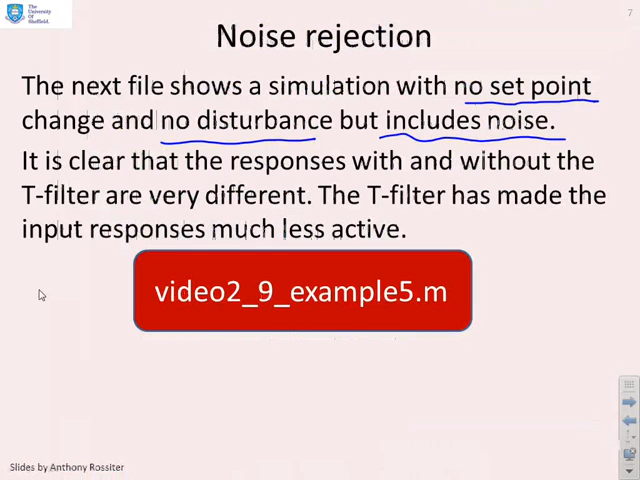 The
University
Of
Sheffield.
7
Noise rejection
The next file shows a simulation with no set point
change and no disturbance but includes noise.
It is clear that the responses with and without the
T-filter are very different. The T-filter has made the
input responses much less active.
video2_9_example5.m
Slides by Anthony Rossiter